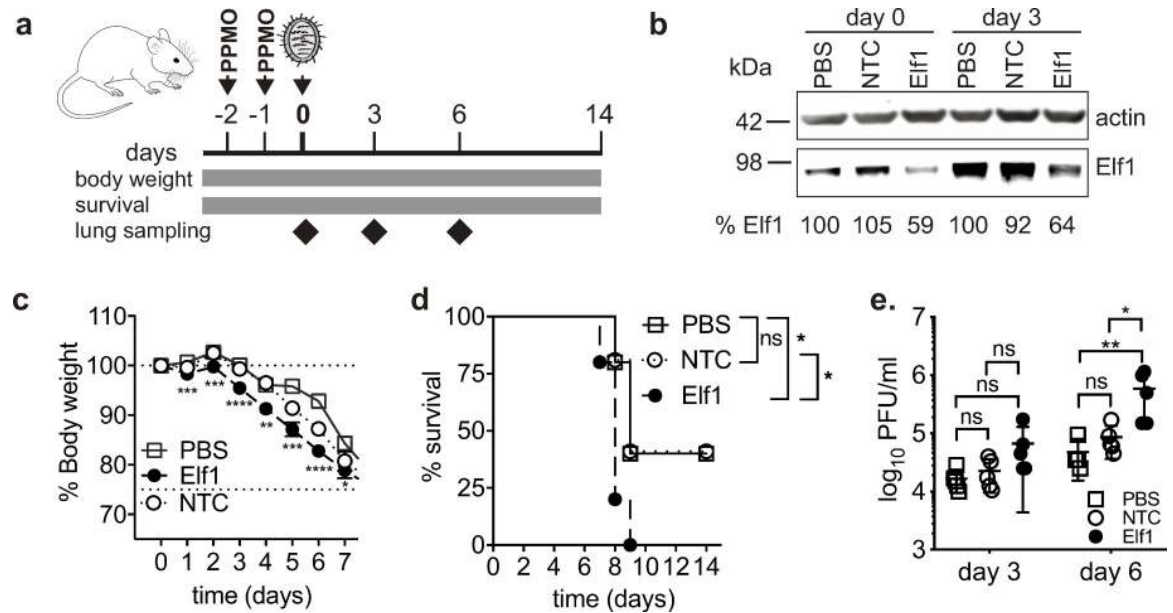 a
PPMO PPMO
-2 -1 0 3 6 14
days
body weight
survival
lung sampling
b
day 0 day 3
kDa PBS NTC Elf1 PBS NTC Elf1
42 actin
98 Elf1
% Elf1 100 105 59 100 92 64
c
% Body weight
110
100
90
80
70
*** *** **** ** *** **** *
PBS
Elf1
NTC
0 1 2 3 4 5 6 7
time (days)
d
% survival
100
75
50
25
0
PBS
NTC
Elf1
ns * *
0 2 4 6 8 10 12 14
time (days)
e.
log10 PFU/ml
7
6
5
4
3
ns ns ns
ns ** *
PBS
NTC
Elf1
day 3 day 6